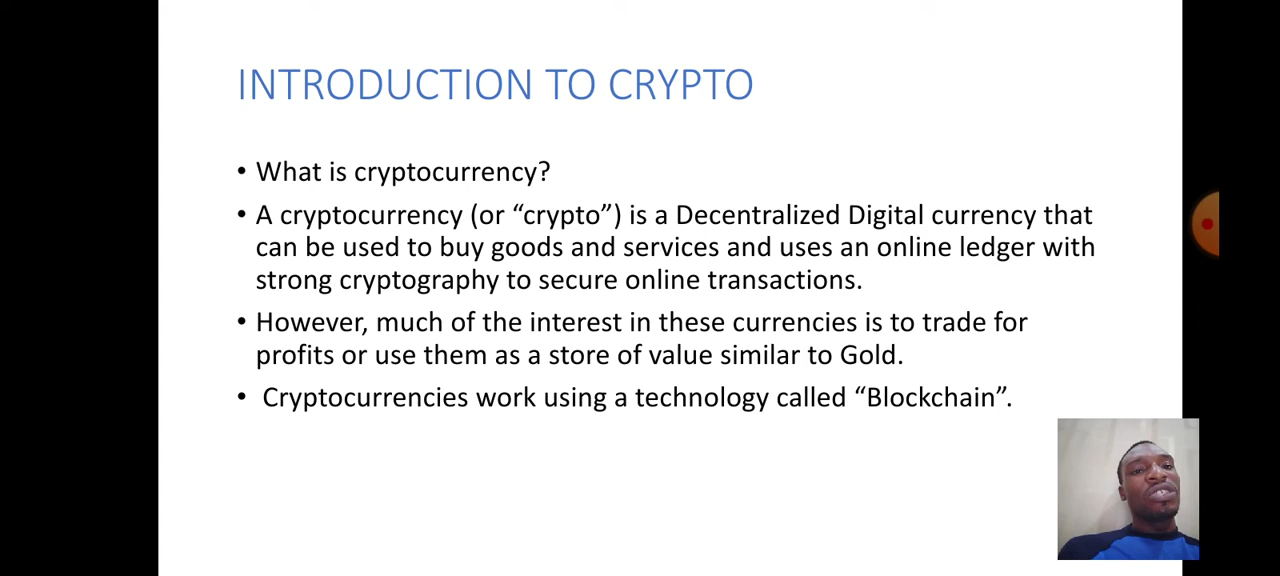 INTRODUCTION TO CRYPTO
• What is cryptocurrency?
• A cryptocurrency (or “crypto”) is a Decentralized Digital currency that
can be used to buy goods and services and uses an online ledger with
strong cryptography to secure online transactions.
• However, much of the interest in these currencies is to trade for
profits or use them as a store of value similar to Gold.
• Cryptocurrencies work using a technology called “Blockchain”.